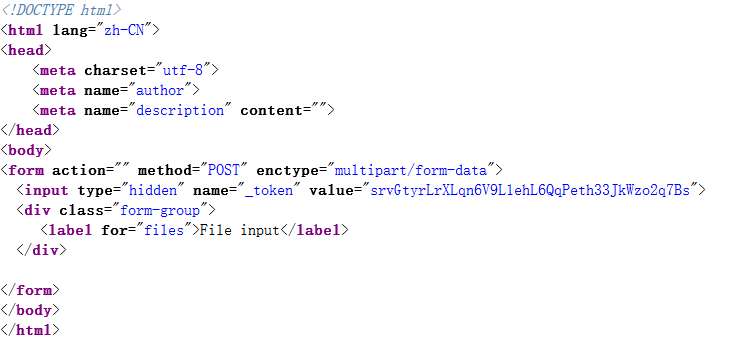 <!DOCTYPE html>
<html lang="zh-CN">
<head>
    <meta charset="utf-8">
    <meta name="author">
    <meta name="description" content="">
</head>
<body>
<form action="" method="POST" enctype="multipart/form-data">
  <input type="hidden" name="_token" value="srvGtyrLrXLqn6V9L1ehL6QqPeth33JkWzo2q7Bs">
  <div class="form-group">
     <label for="files">File input</label>
  </div>

</form>
</body>
</html>